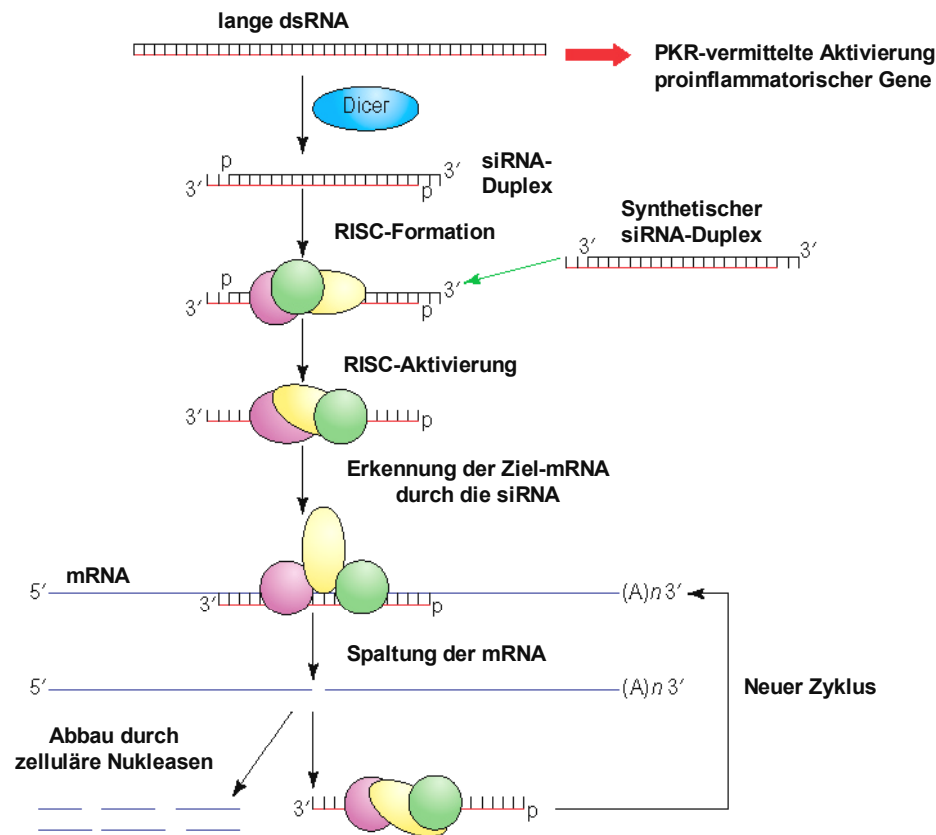 lange dsRNA
PKR-vermittelte Aktivierung
proinflammatorischer Gene
Dicer
p
3′
3′
p
siRNA-
Duplex
RISC-Formation
Synthetischer
siRNA-Duplex
3′
3′
p
3′
3′
p
RISC-Aktivierung
3′
p
Erkennung der Ziel-mRNA
durch die siRNA
mRNA
5′
(A)n 3′
3′
p
Spaltung der mRNA
5′
(A)n 3′
Neuer Zyklus
Abbau durch
zelluläre Nukleasen
3′
p